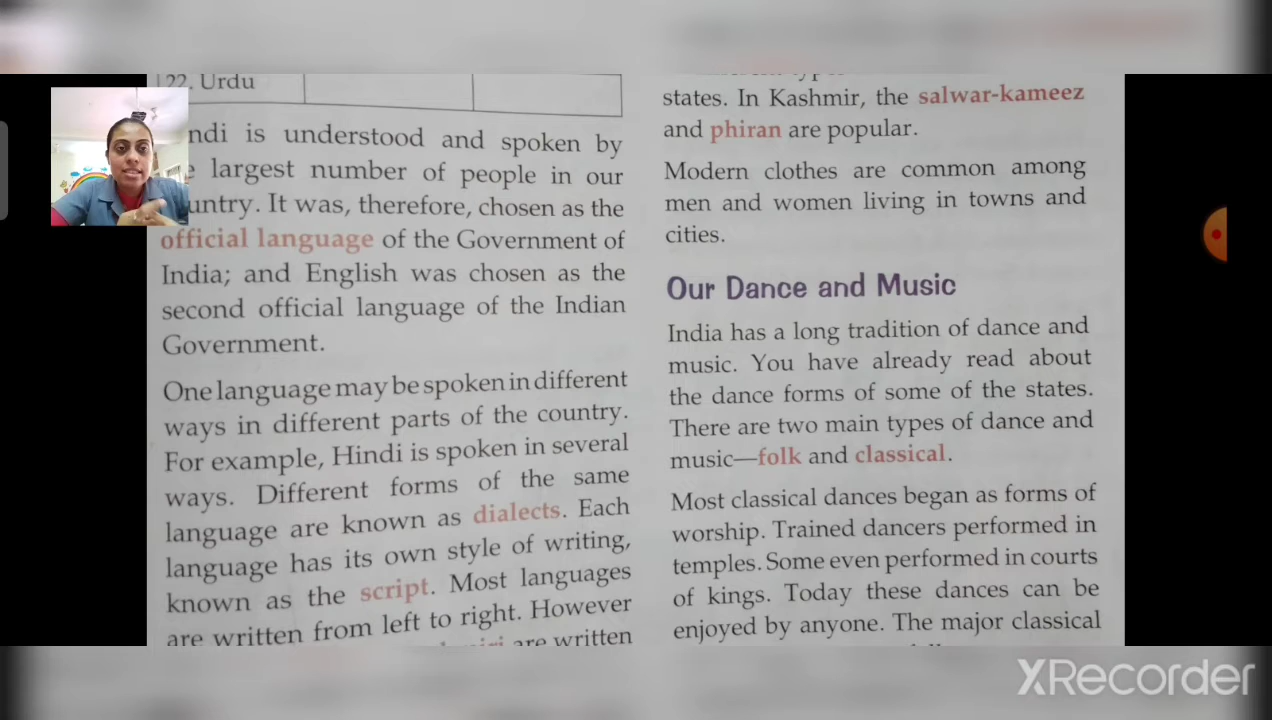 22. Urdu
ndi is understood and spoken by
largest number of people in our
untry. It was, therefore, chosen as the
official language of the Government of
India; and English was chosen as the
second official language of the Indian
Government.
One language may be spoken in different
ways in different parts of the country.
For example, Hindi is spoken in several
ways. Different forms of the same
language are known as dialects. Each
language has its own style of writing,
known as the script. Most languages
are written from left to right. However
are written
states. In Kashmir, the salwar-kameez
and phiran are popular.
Modern clothes are common among
men and women living in towns and
cities.
Our Dance and Music
India has a long tradition of dance and
music. You have already read about
the dance forms of some of the states.
There are two main types of dance and
music—folk and classical.
Most classical dances began as forms of
worship. Trained dancers performed in
temples. Some even performed in courts
of kings. Today these dances can be
enjoyed by anyone. The major classical
XRecorder